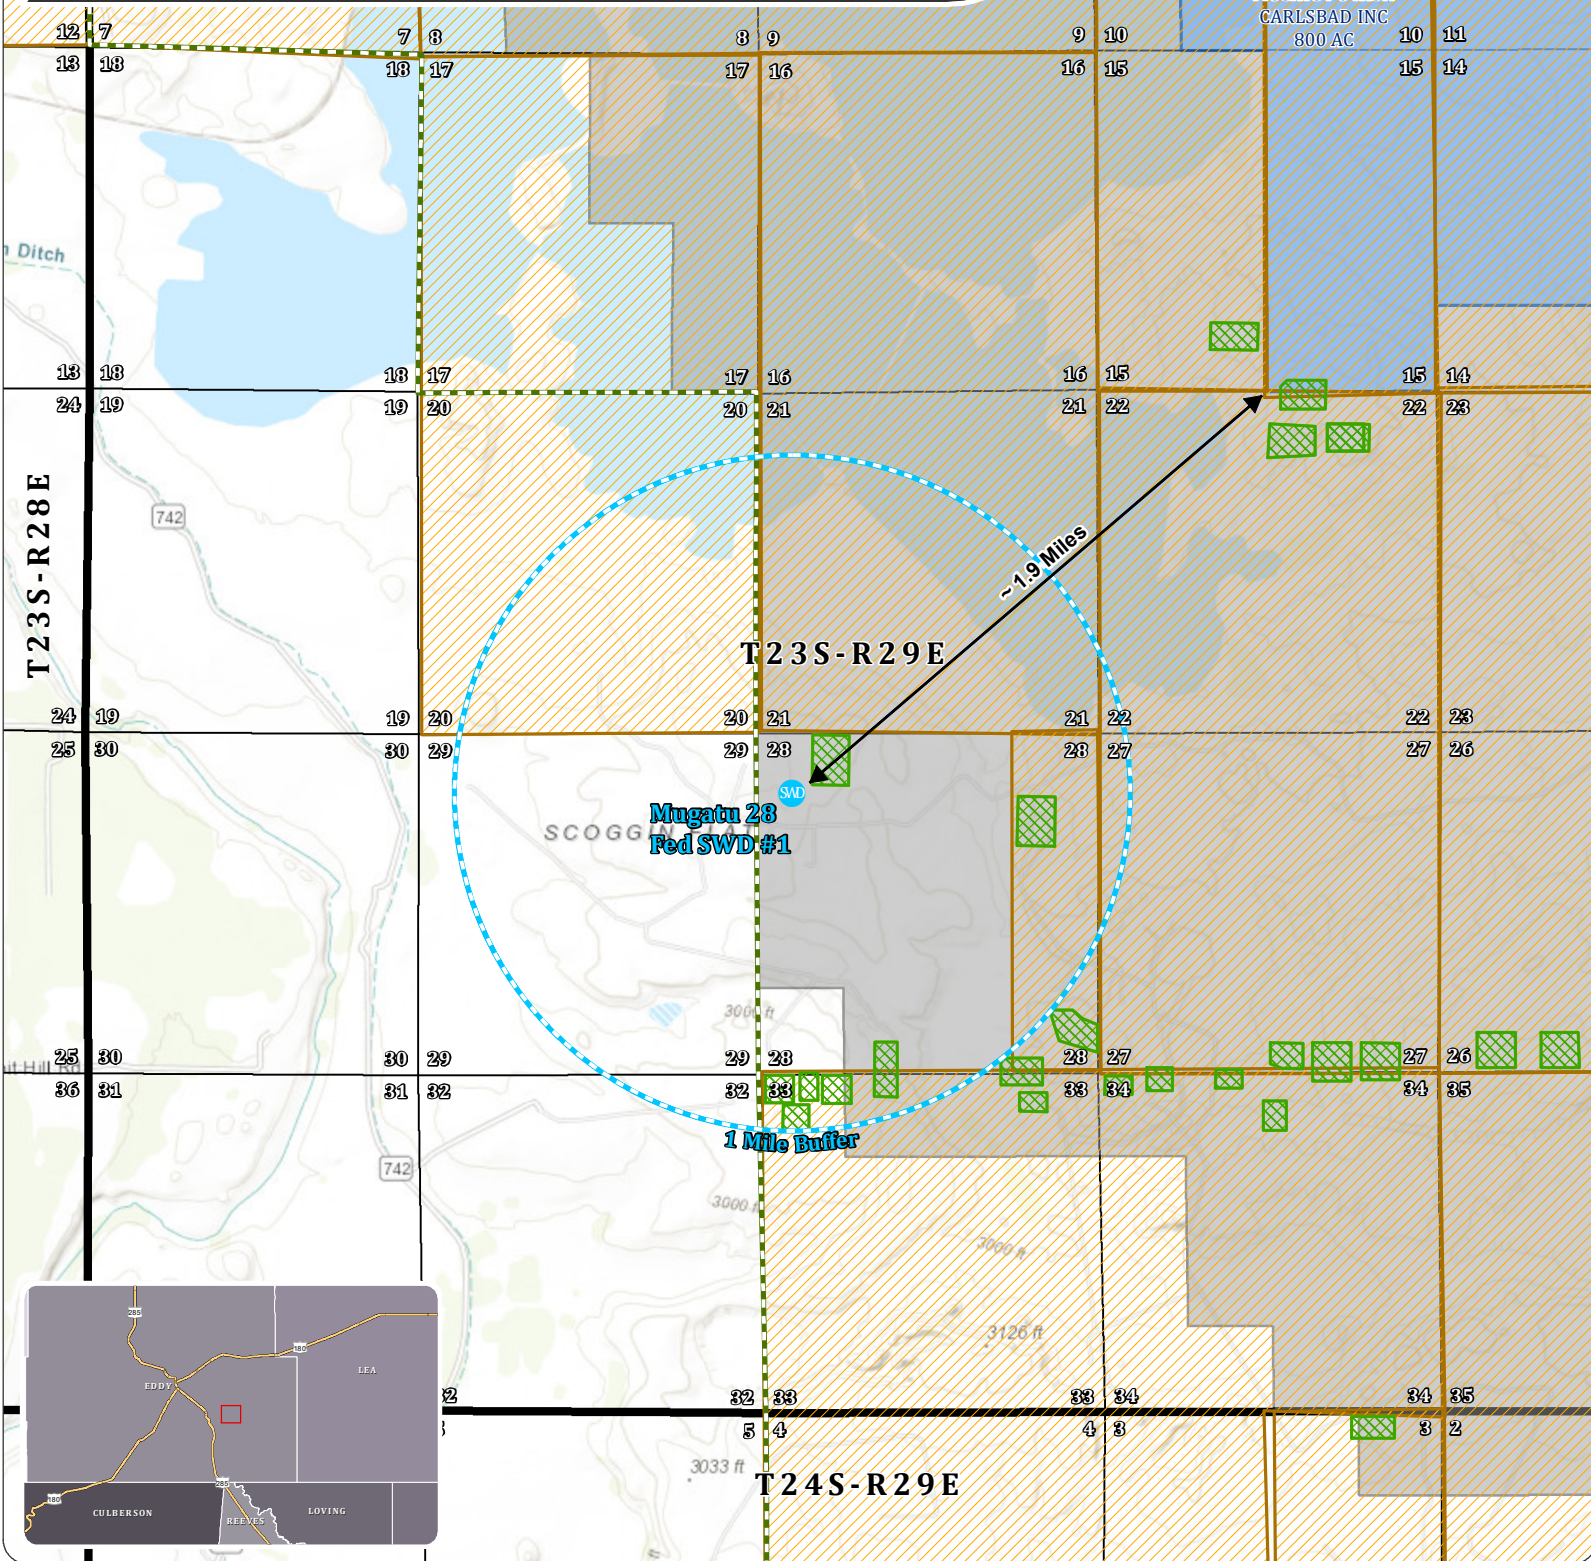 CARLSBAD INC
800 AC
12 7 7 8 8 9 9 10 10 11
13 18 18 17 17 16 16 15 15 14
n Ditch
13 18 18 17 17 16 16 15 15 14
24 19 19 20 20 21 21 22 22 23
T23S-R28E
742
~ 1.9 Miles
T23S-R29E
24 19 19 20 20 21 21 22 22 23
25 30 30 29 29 28 28 27 27 26
SWD
Mugatu 28
SCOGGIN FLAT
Fed SWD #1
3000 ft
25 30 30 29 29 28 28 27 27 26
it Hill Rd
36 31 31 32 32 33 33 34 34 35
1 Mile Buffer
742
3000 ft
3000 ft
3126 ft
285
180
LEA
EDDY
32 32 33 33 34 34 35
5 4 4 3 3 2
3033 ft
T24S-R29E
285
180
CULBERSON
LOVING
REEVES